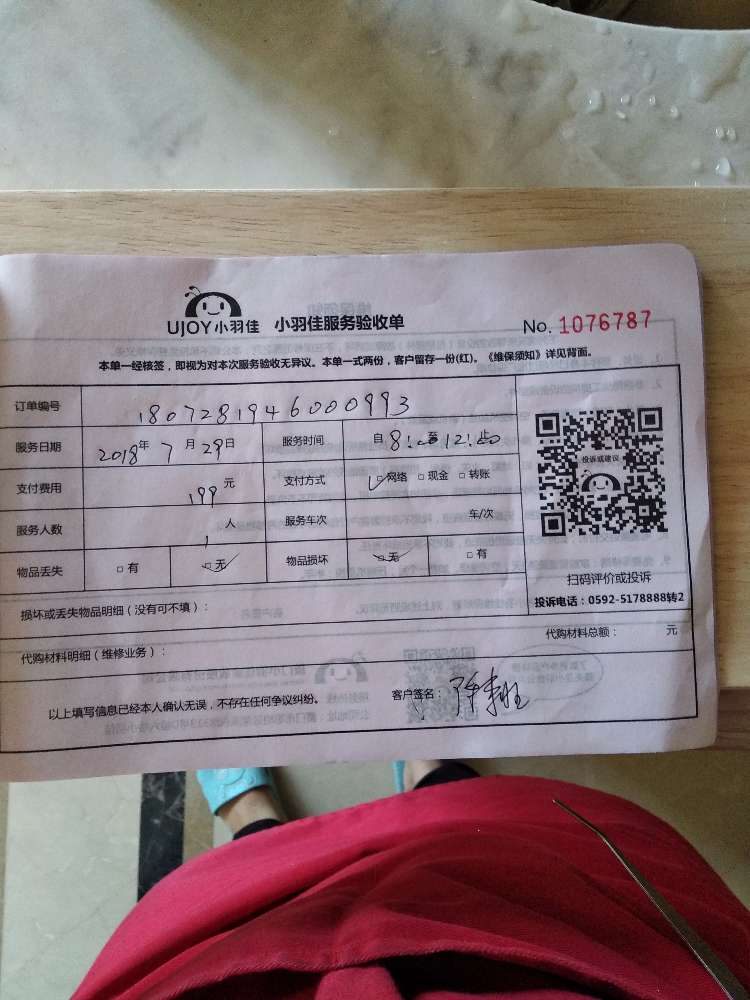 UJOY小羽佳 小羽佳服务验收单 No. 1076787
本单一经核签，即视为对本次服务验收无异议。本单一式两份，客户留存一份(红)。《维保须知》详见背面。
订单编号 1807281946000993
服务日期 2018年 7月 29日 服务时间 自 8:00至 12:00止
支付费用 199 元 支付方式 □网络 □现金 □转账
服务人数 1 人 服务车次 车/次
物品丢失 □有 □无 物品损坏 □无 □有
投诉或建议
扫码评价或投诉
投诉电话：0592-5178888转2
损坏或丢失物品明细（没有可不填）：
代购材料明细（维修业务）： 代购材料总额： 元
以上填写信息已经本人确认无误，不存在任何争议纠纷。 客户签名：